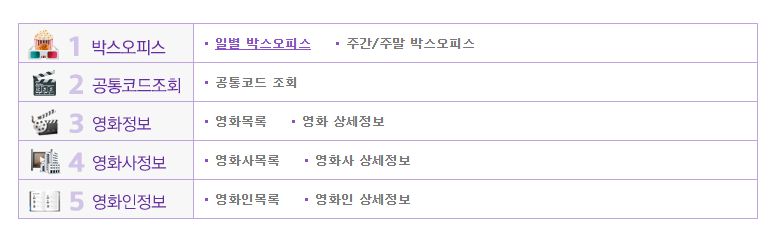 1 박스오피스 · 일별 박스오피스 · 주간/주말 박스오피스
2 공통코드조회 · 공통코드 조회
3 영화정보 · 영화목록 · 영화 상세정보
4 영화사정보 · 영화사목록 · 영화사 상세정보
5 영화인정보 · 영화인목록 · 영화인 상세정보